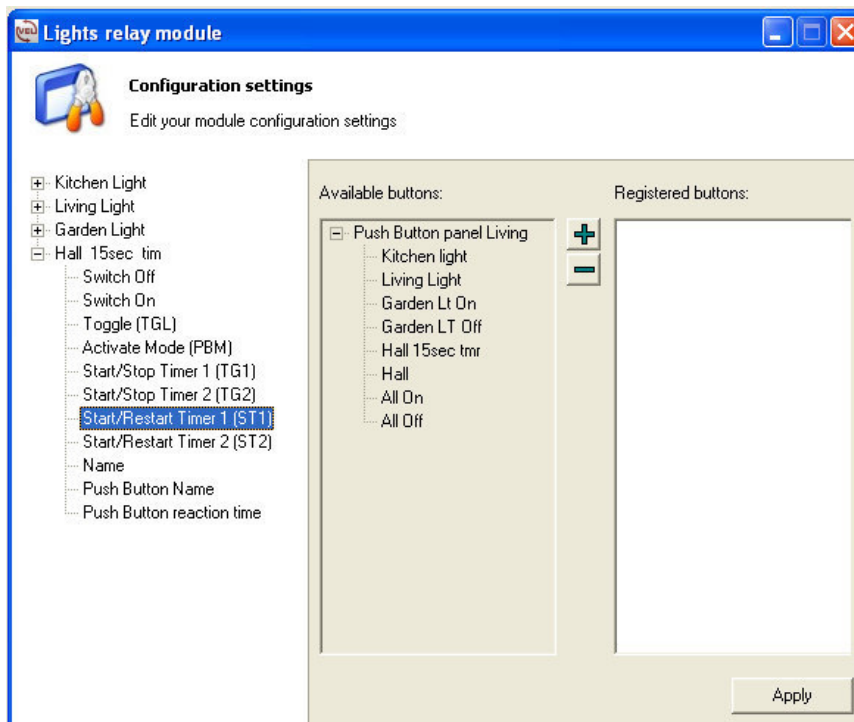 Lights relay module
Configuration settings
Edit your module configuration settings
Kitchen Light
Living Light
Garden Light
Hall 15sec tim
Switch Off
Switch On
Toggle (TGL)
Activate Mode (PBM)
Start/Stop Timer 1 (TG1)
Start/Stop Timer 2 (TG2)
Start/Restart Timer 1 (ST1)
Start/Restart Timer 2 (ST2)
Name
Push Button Name
Push Button reaction time
Available buttons:
Push Button panel Living
Kitchen light
Living Light
Garden Lt On
Garden LT Off
Hall 15sec tmr
Hall
All On
All Off
Registered buttons:
Apply